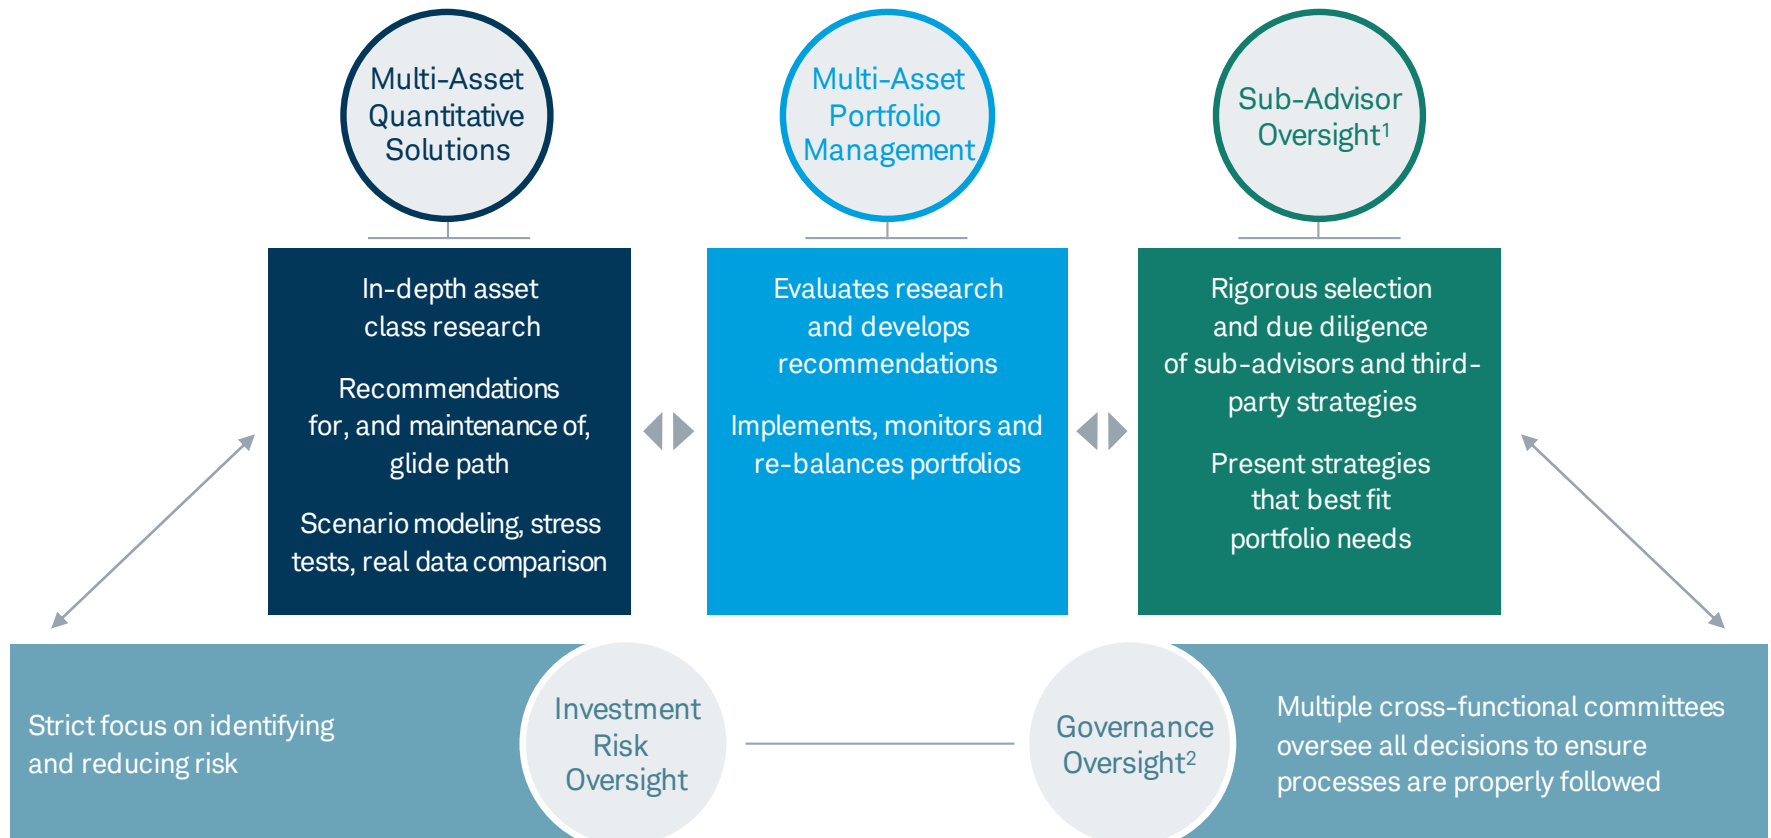 Multi-Asset
Quantitative
Solutions
Multi-Asset
Portfolio
Management
Sub-Advisor
Oversight¹
In-depth asset
class research
Recommendations
for, and maintenance of,
glide path
Scenario modeling, stress
tests, real data comparison
Evaluates research
and develops
recommendations
Implements, monitors and
re-balances portfolios
Rigorous selection
and due diligence
of sub-advisors and third-
party strategies
Present strategies
that best fit
portfolio needs
Strict focus on identifying
and reducing risk
Investment
Risk
Oversight
Governance
Oversight²
Multiple cross-functional committees
oversee all decisions to ensure
processes are properly followed